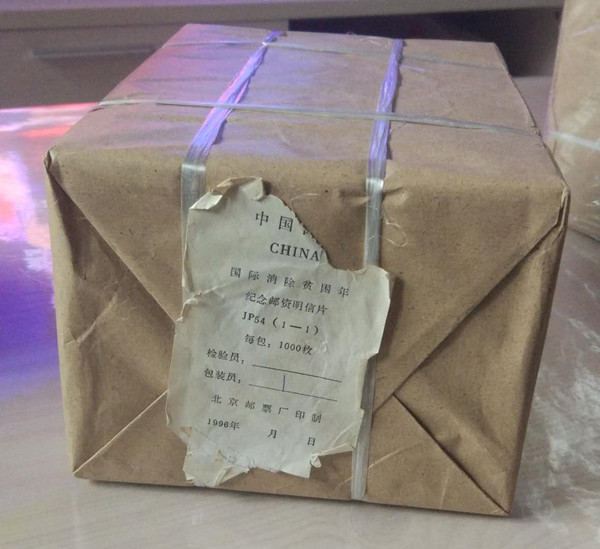 中国
CHINA
国际消除贫困年
纪念邮资明信片
JP54（1—1）
每包：1000枚
检验员：
包装员：
北京邮票厂印制
1996年 月 日